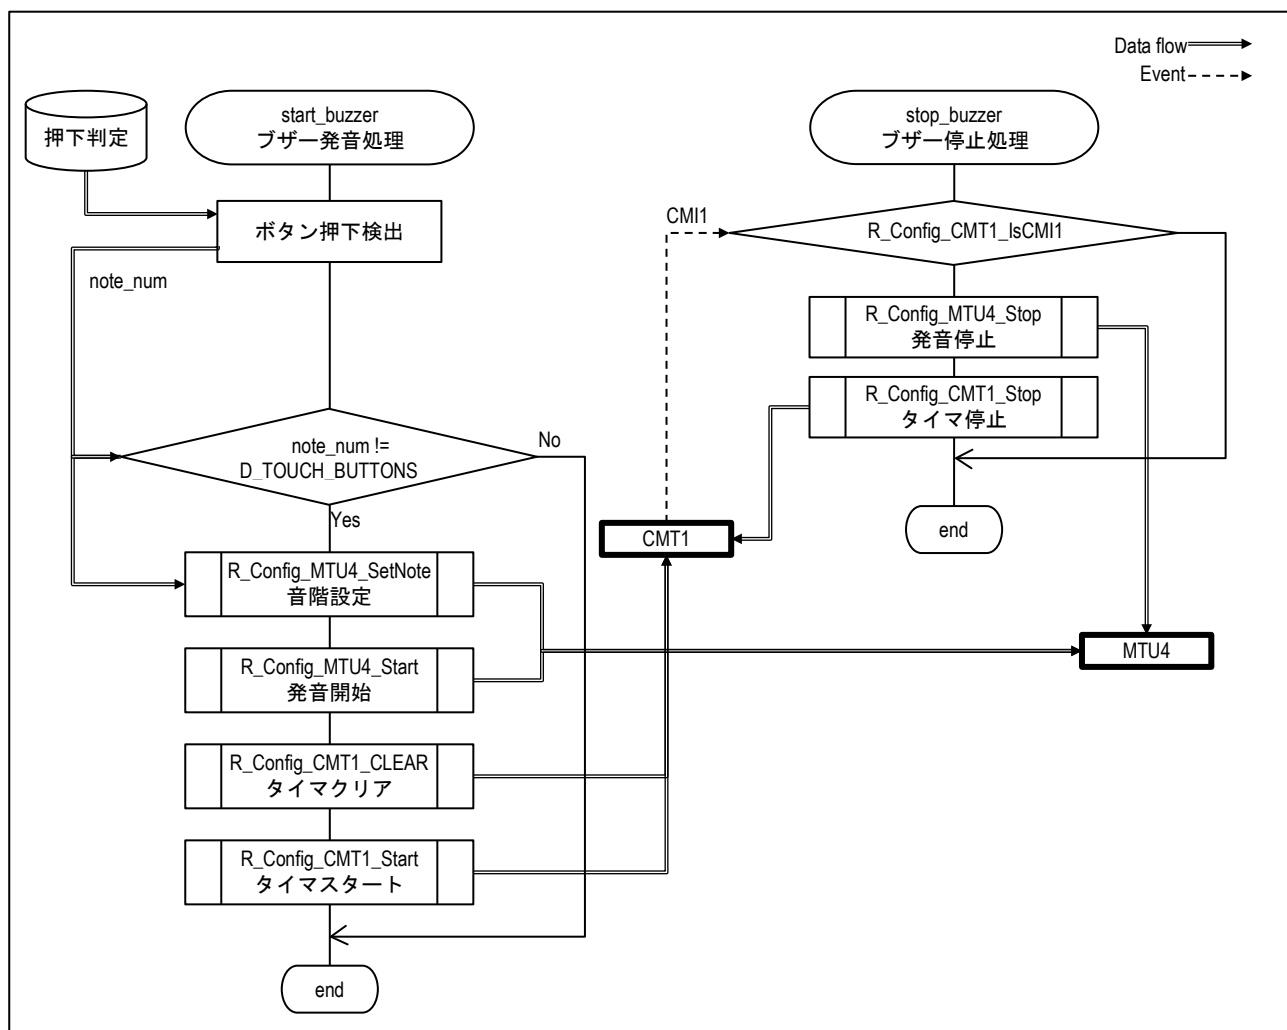 Data flow
Event
押下判定
start_buzzer
ブザー発音処理
ボタン押下検出
note_num
note_num !=
D_TOUCH_BUTTONS
No
Yes
R_Config_MTU4_SetNote
音階設定
R_Config_MTU4_Start
発音開始
R_Config_CMT1_CLEAR
タイマクリア
R_Config_CMT1_Start
タイマスタート
end
stop_buzzer
ブザー停止処理
CMI1
R_Config_CMT1_IsCMI1
R_Config_MTU4_Stop
発音停止
R_Config_CMT1_Stop
タイマ停止
end
CMT1
MTU4